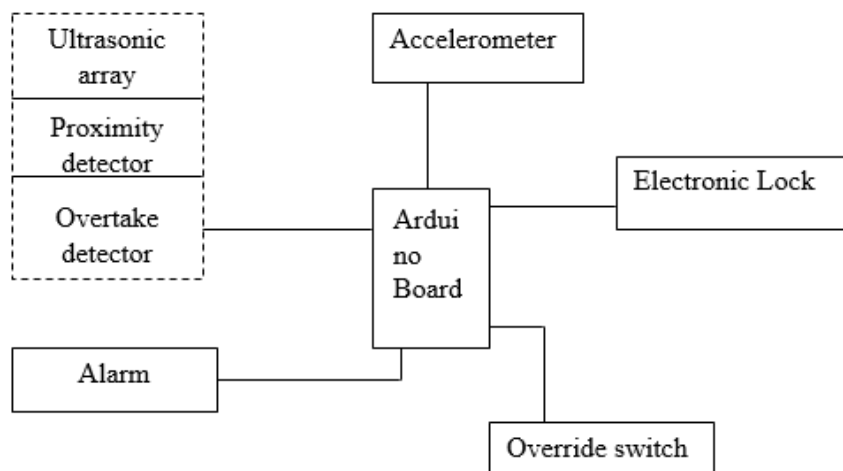 Ultrasonic
array
Accelerometer
Proximity
detector
Electronic Lock
Overtake
detector
Ardui
no
Board
Alarm
Override switch